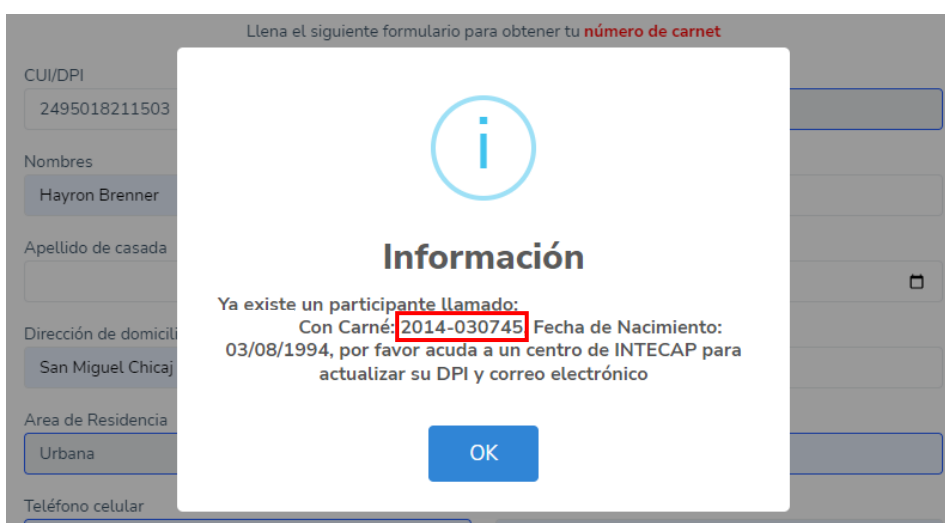 Llena el siguiente formulario para obtener tu número de carnet
CUI/DPI
2495018211503
Nombres
Hayron Brenner
Apellido de casada
Dirección de domicili
San Miguel Chicaj
Area de Residencia
Urbana
Teléfono celular
i
Información
Ya existe un participante llamado:
Con Carné: 2014-030745, Fecha de Nacimiento:
03/08/1994, por favor acuda a un centro de INTECAP para
actualizar su DPI y correo electrónico
OK